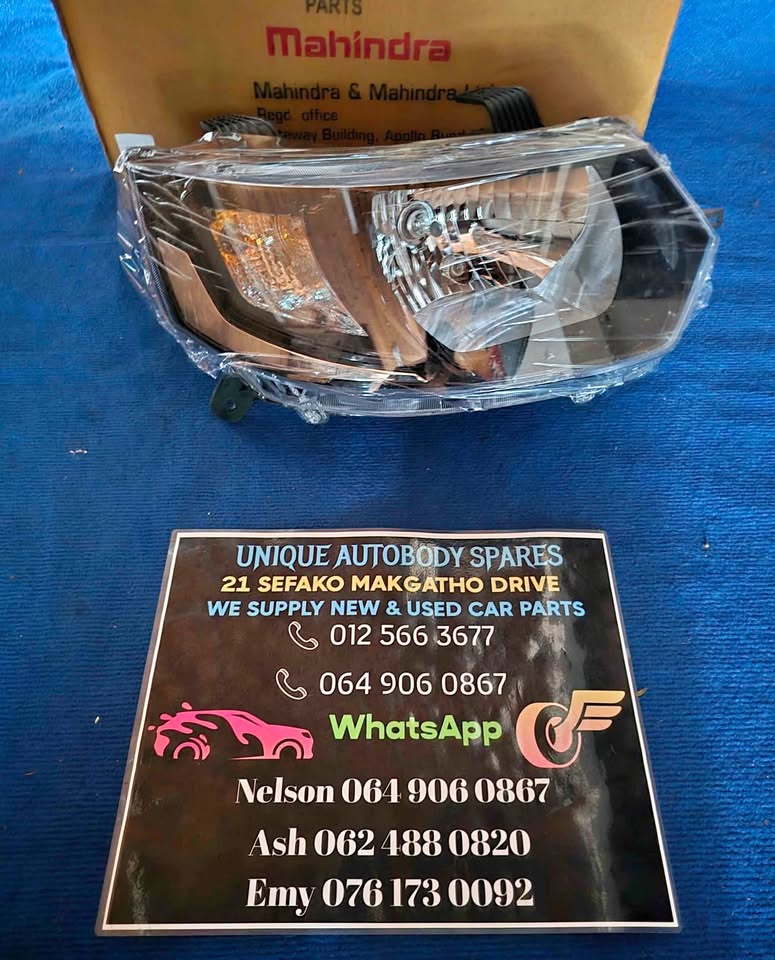 PARTS
Mahindra
Mahindra & Mahindra
Regd. office
Building, Apollo
UNIQUE AUTOBODY SPARES
21 SEFAKO MAKGATHO DRIVE
WE SUPPLY NEW & USED CAR PARTS
012 566 3677
064 906 0867
WhatsApp
Nelson 064 906 0867
Ash 062 488 0820
Emy 076 173 0092